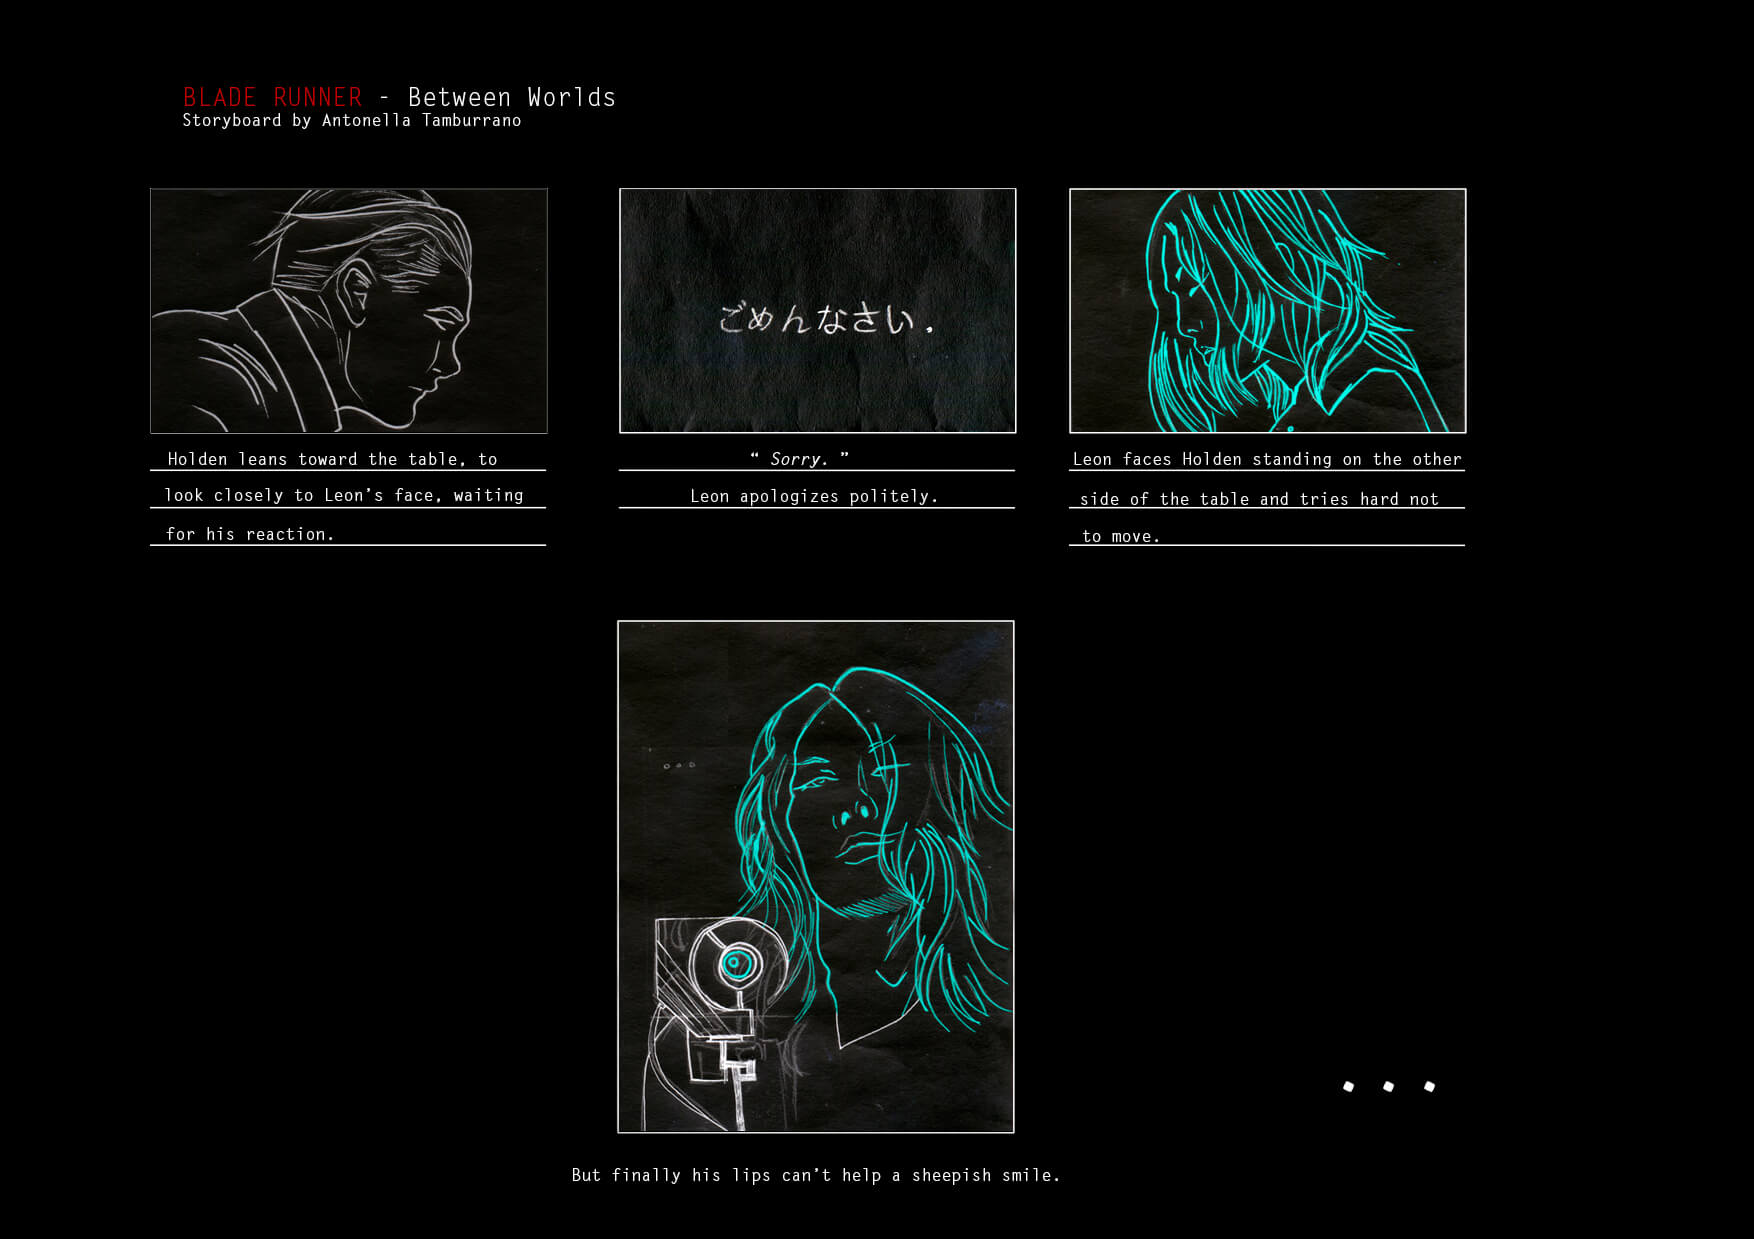 BLADE RUNNER - Between Worlds
Storyboard by Antonella Tamburrano
Holden leans toward the table, to
look closely to Leon's face, waiting
for his reaction.
ごめんなさい.
“ Sorry. ”
Leon apologizes politely.
Leon faces Holden standing on the other
side of the table and tries hard not
to move.
But finally his lips can't help a sheepish smile.